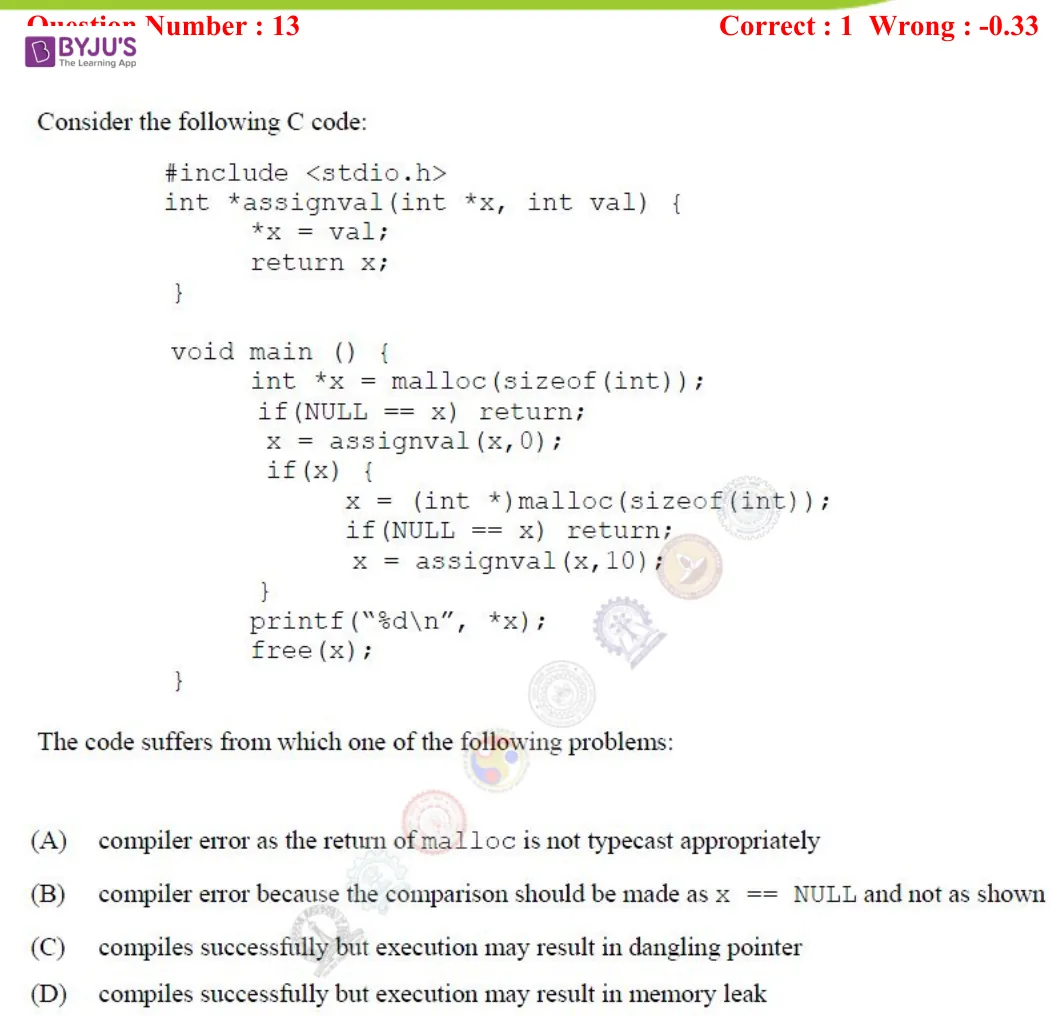 Question Number : 13 Correct : 1 Wrong : -0.33
BYJU'S
The Learning App
Consider the following C code:
#include <stdio.h>
int *assignval(int *x, int val) {
*x = val;
return x;
}
void main () {
int *x = malloc(sizeof(int));
if(NULL == x) return;
x = assignval(x,0);
if(x) {
x = (int *)malloc(sizeof(int));
if(NULL == x) return;
x = assignval(x,10);
}
printf(“%d\n”, *x);
free(x);
}
The code suffers from which one of the following problems:
(A) compiler error as the return of malloc is not typecast appropriately
(B) compiler error because the comparison should be made as x == NULL and not as shown
(C) compiles successfully but execution may result in dangling pointer
(D) compiles successfully but execution may result in memory leak